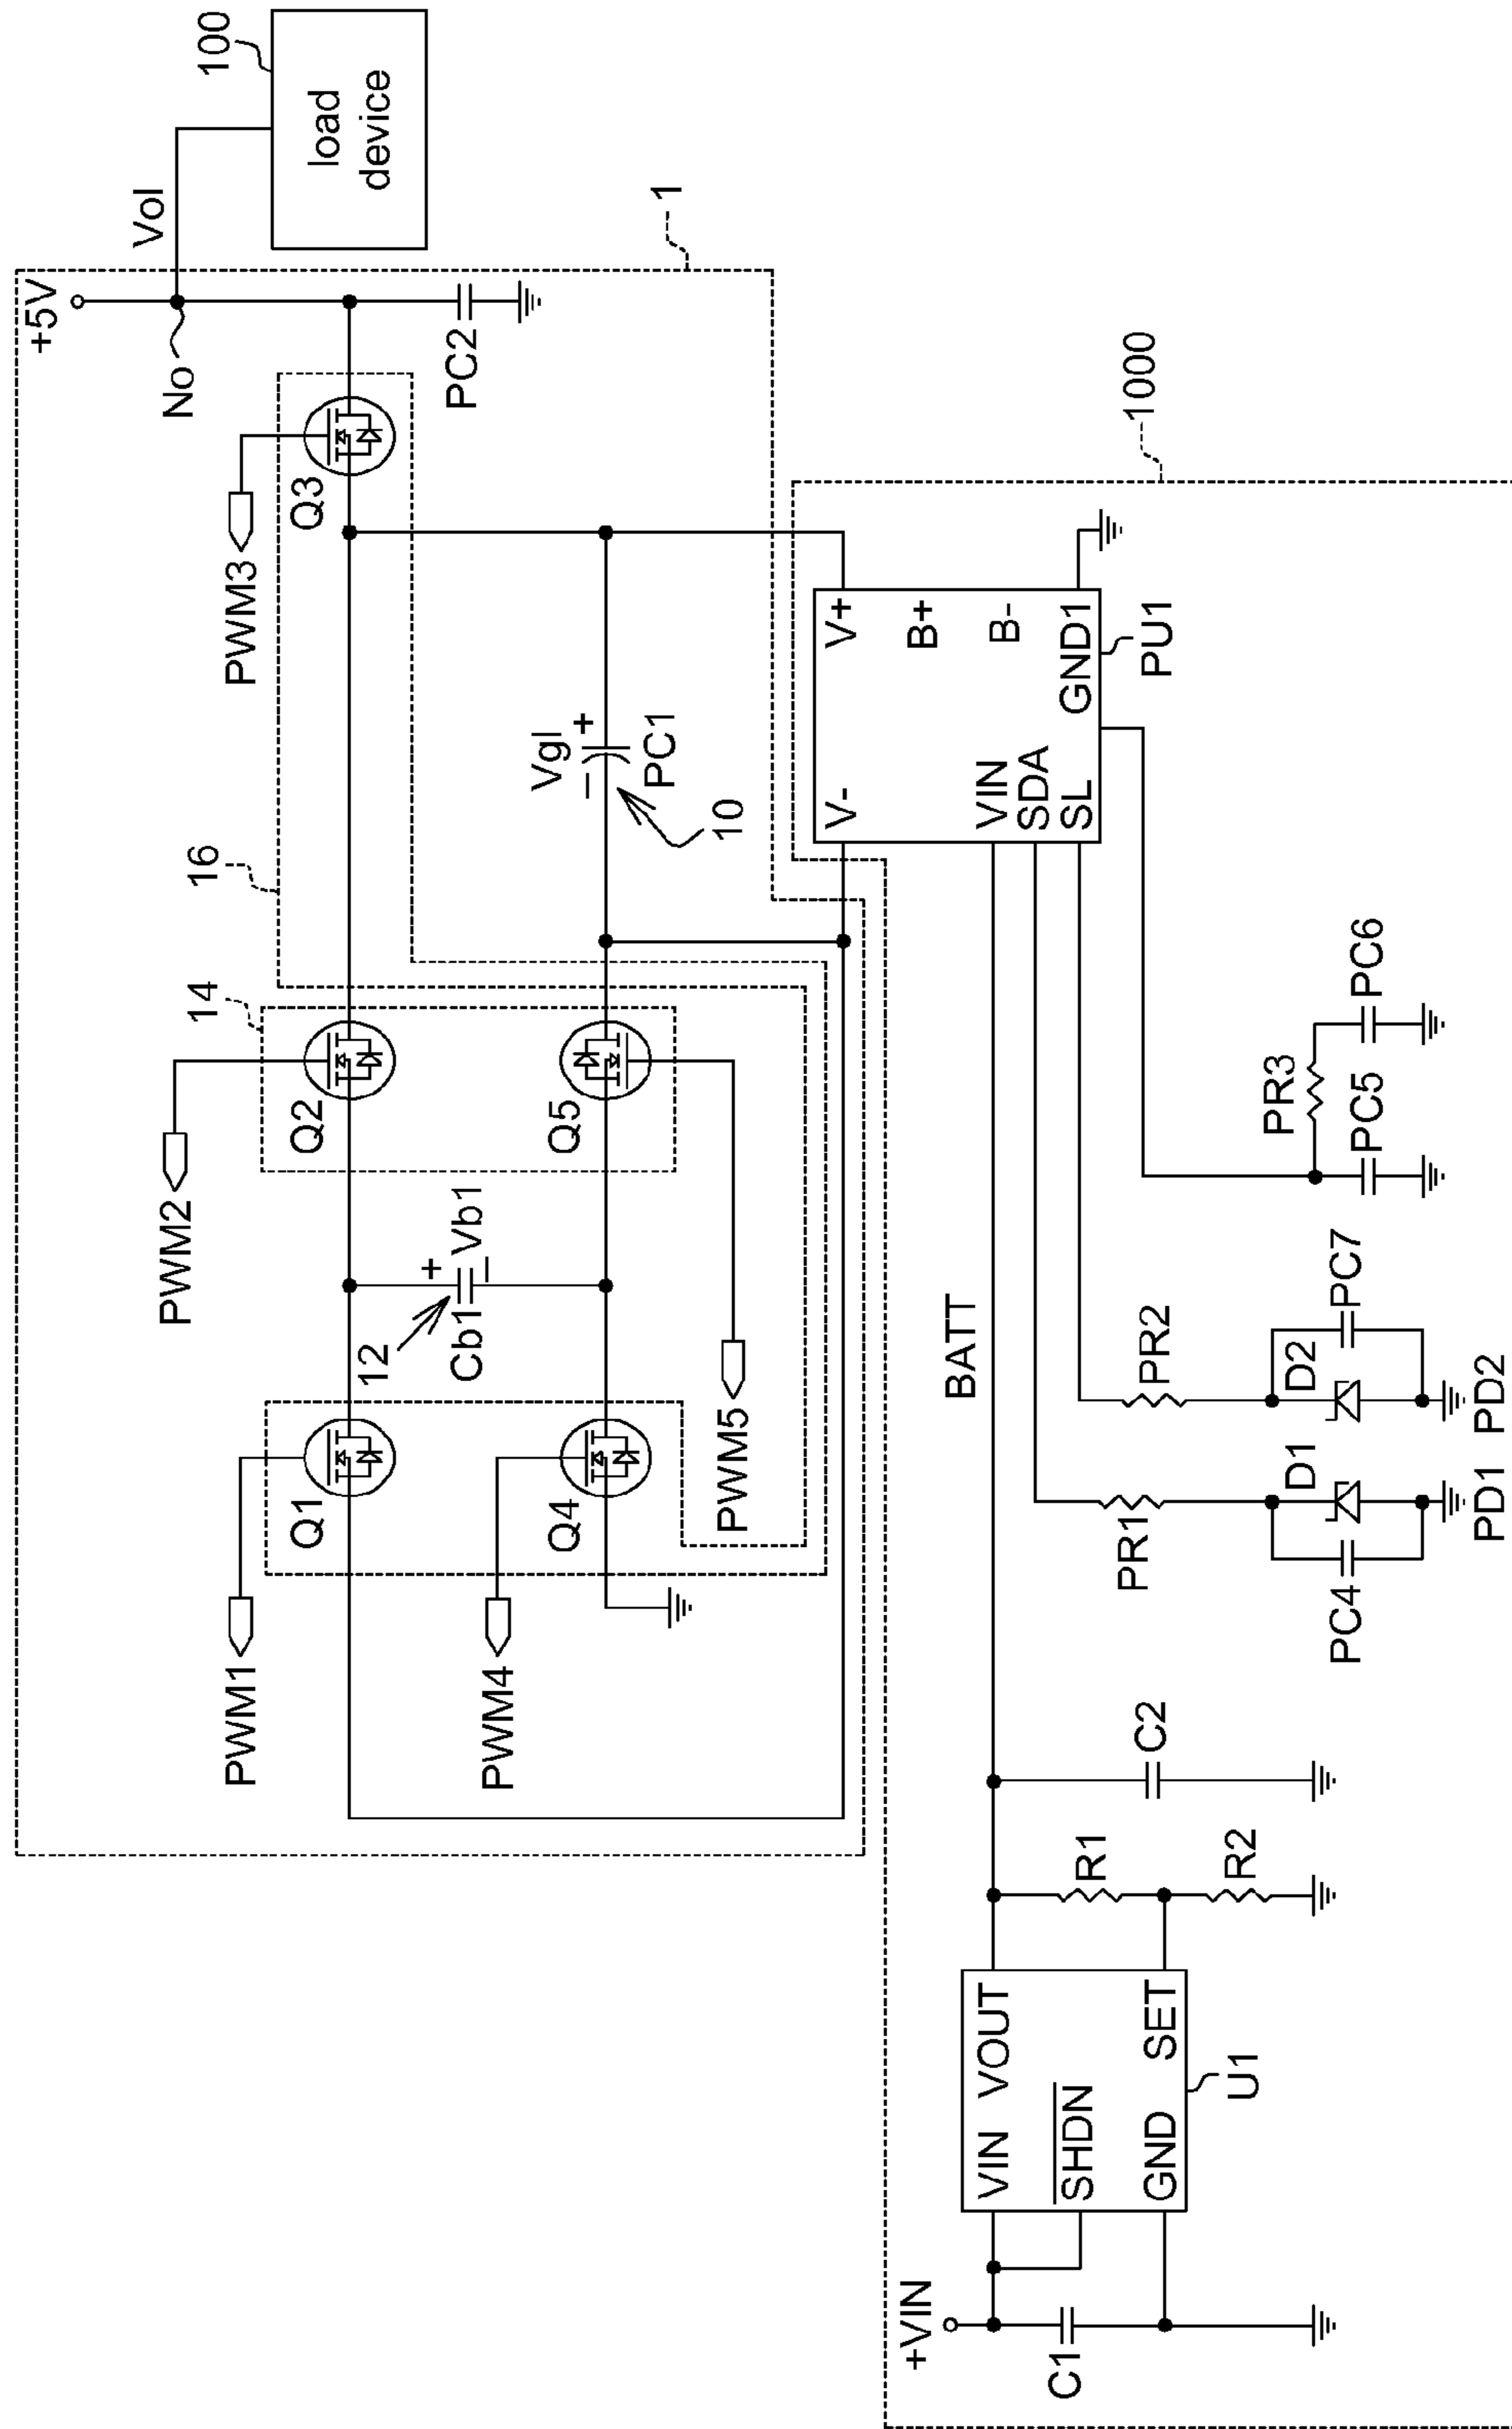 +5V
No
Vol
100
load
device
1
PWM3
Q3
PC2
16
14
PWM2
Q2
Q5
12
+
Vb1
–
Cb1
Vgl
+
–
PC1
10
PWM1
Q1
PWM4
Q4
PWM5
1000
V-
V+
B+
B-
VIN
SDA
SL
GND1
PU1
BATT
PR3
PC5
PC6
PR2
D2
PC7
PD2
PR1
D1
PC4
PD1
C2
R1
R2
VIN
VOUT
SHDN
GND
SET
U1
+VIN
C1